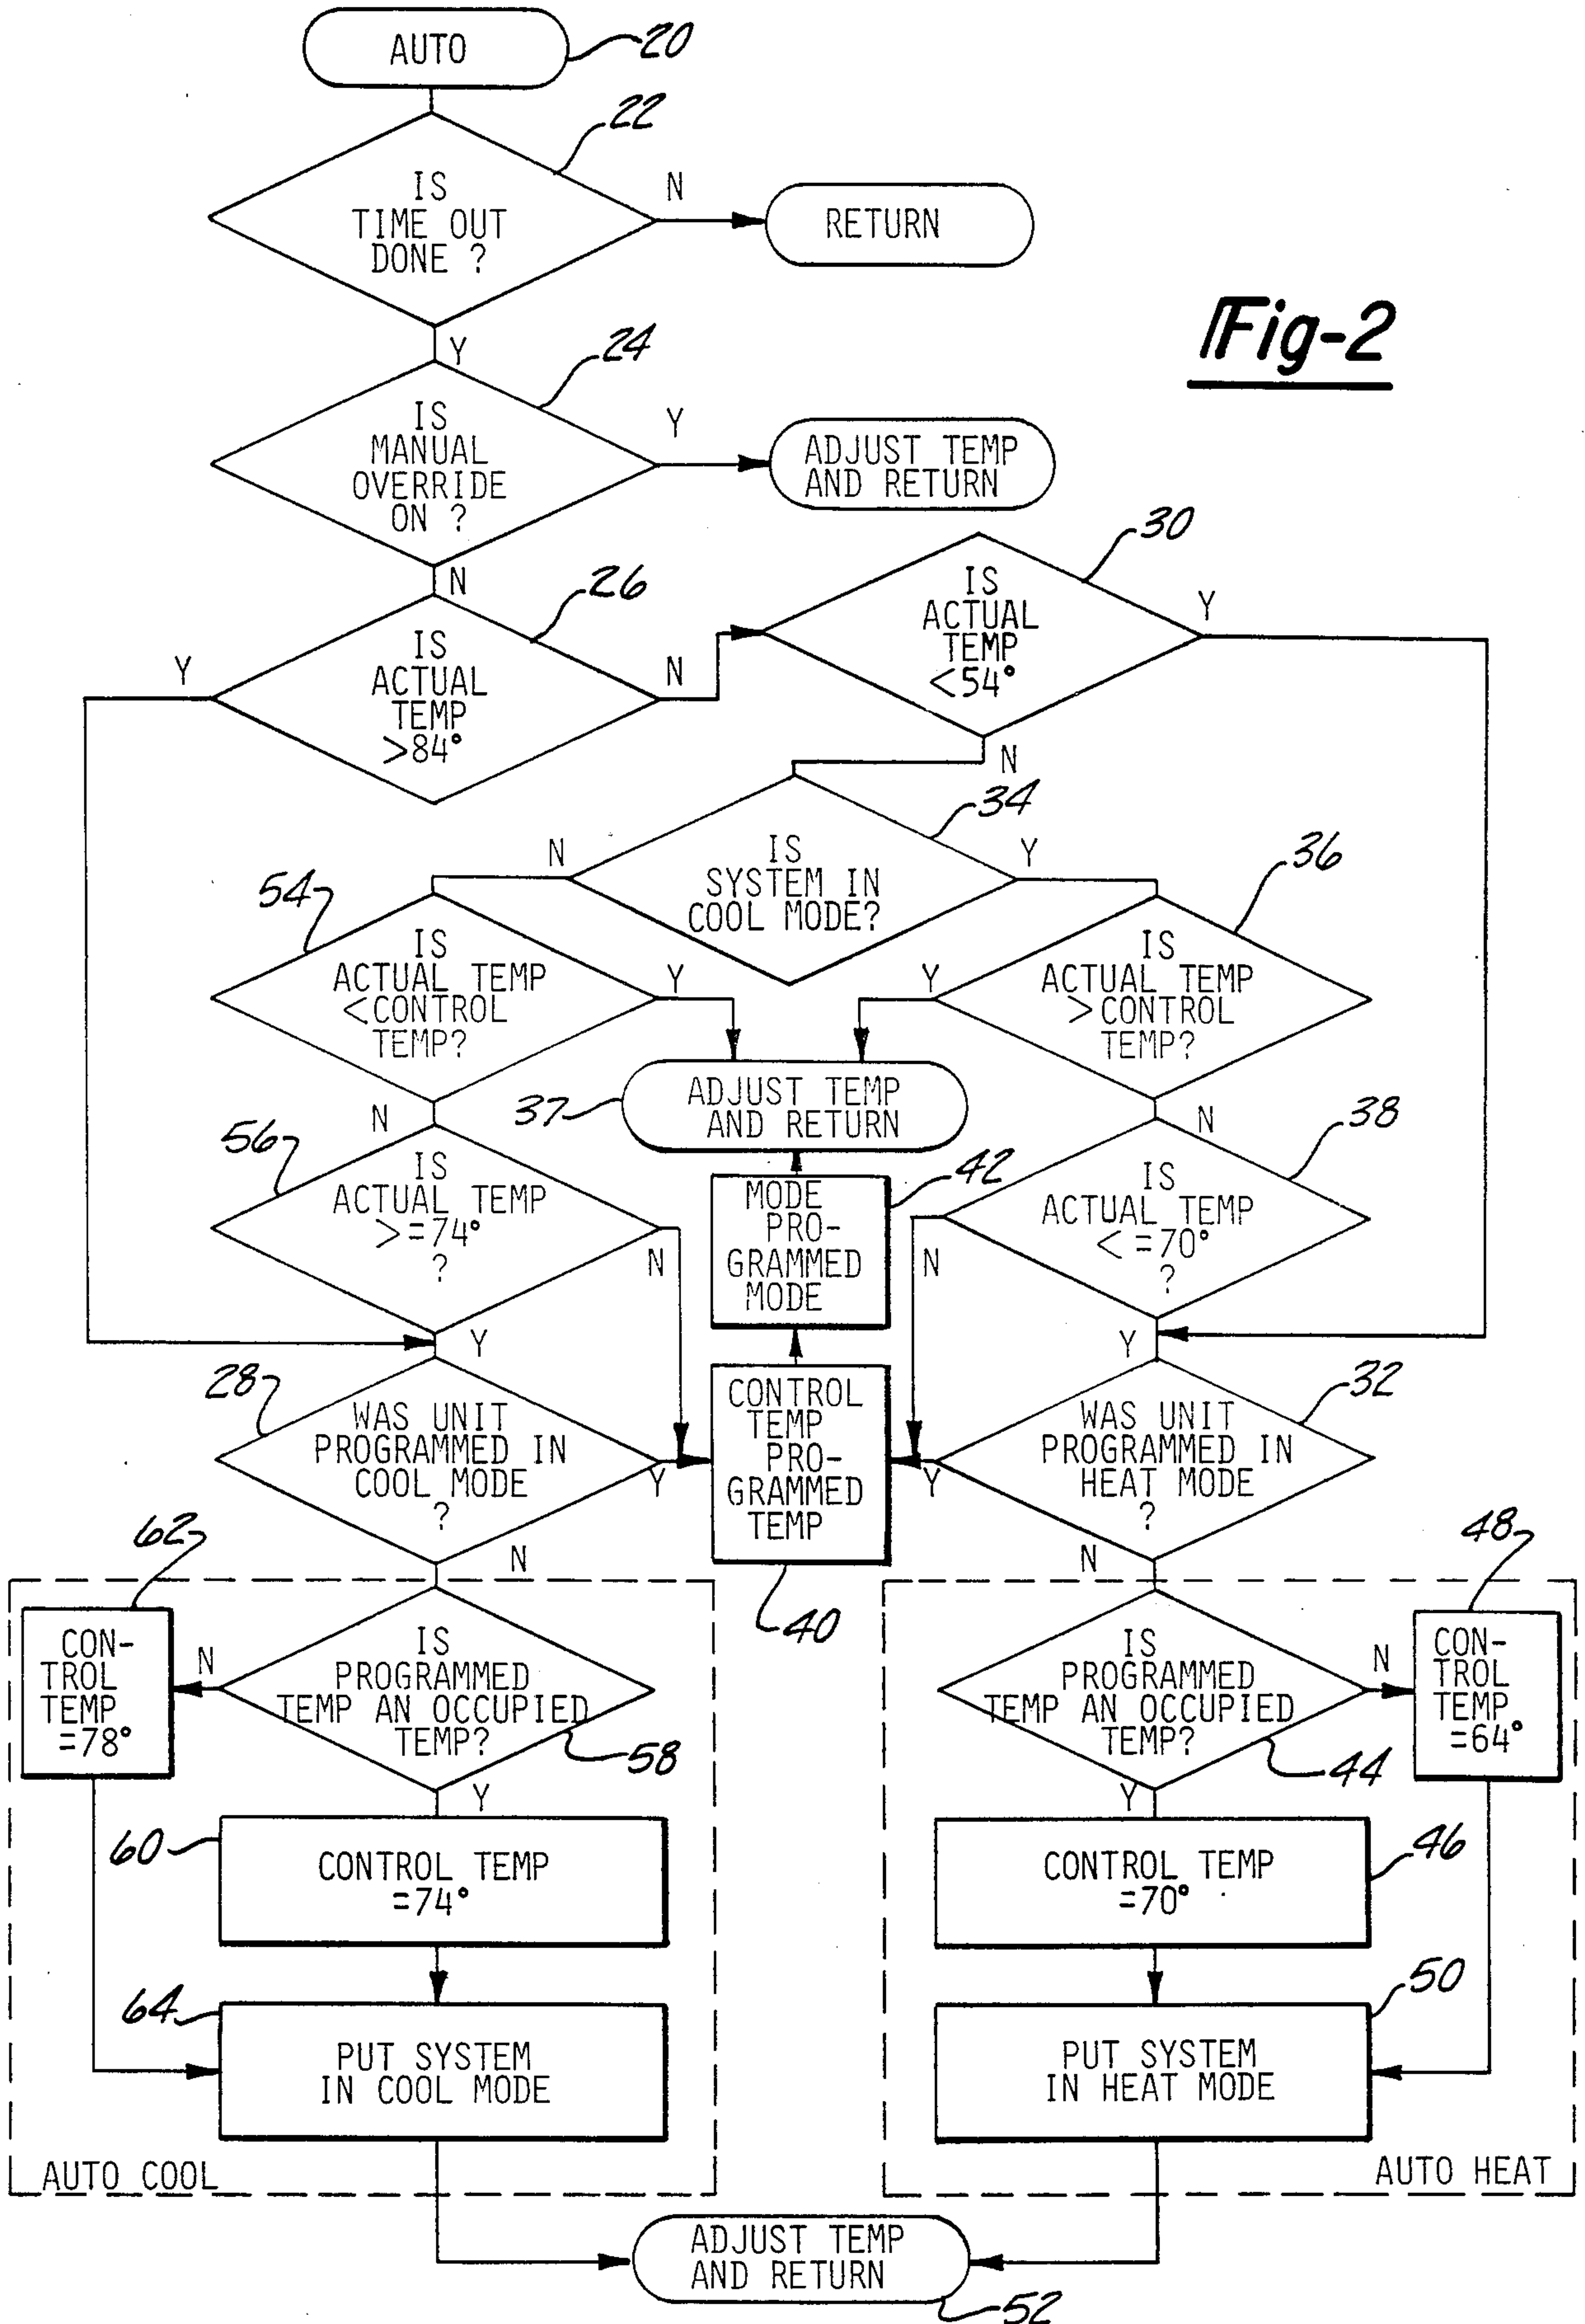 AUTO
20
22
IS
TIME OUT
DONE ?
N
RETURN
Fig-2
Y
24
IS
MANUAL
OVERRIDE
ON ?
Y
ADJUST TEMP
AND RETURN
N
26
IS
ACTUAL
TEMP
>84°
Y
N
30
IS
ACTUAL
TEMP
<54°
Y
N
34
IS
SYSTEM IN
COOL MODE?
N
Y
54
IS
ACTUAL TEMP
<CONTROL
TEMP?
Y
36
IS
ACTUAL TEMP
>CONTROL
TEMP?
Y
37
ADJUST TEMP
AND RETURN
N
N
56
IS
ACTUAL TEMP
>=74°
?
N
42
MODE
PRO-
GRAMMED
MODE
38
IS
ACTUAL TEMP
< =70°
?
N
Y
Y
28
WAS UNIT
PROGRAMMED IN
COOL MODE
?
Y
CONTROL
TEMP
PRO-
GRAMMED
TEMP
40
32
WAS UNIT
PROGRAMMED IN
HEAT MODE
?
Y
N
N
62
CON-
TROL
TEMP
=78°
N
IS
PROGRAMMED
TEMP AN OCCUPIED
TEMP?
58
Y
IS
PROGRAMMED
TEMP AN OCCUPIED
TEMP?
44
N
48
CON-
TROL
TEMP
=64°
Y
60
CONTROL TEMP
=74°
CONTROL TEMP
=70°
46
64
PUT SYSTEM
IN COOL MODE
PUT SYSTEM
IN HEAT MODE
50
AUTO COOL
AUTO HEAT
ADJUST TEMP
AND RETURN
52